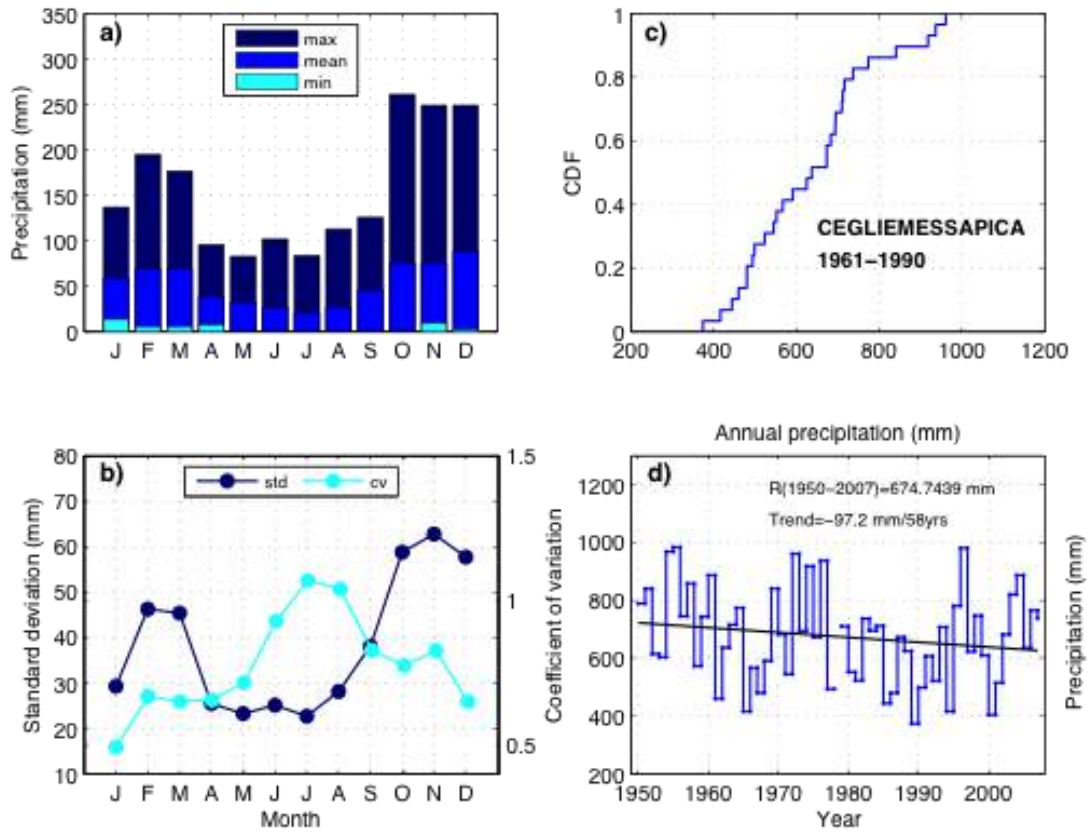 a)
max
mean
min
350
300
250
200
150
100
50
0
Precipitation (mm)
J F M A M J J A S O N D
c)
1
0.8
0.6
0.4
0.2
0
CDF
CEGLIEMESSAPICA
1961–1990
200 400 600 800 1000 1200
Annual precipitation (mm)
b)
std cv
80
70
60
50
40
30
20
10
Standard deviation (mm)
1.5
1
0.5
Coefficient of variation
J F M A M J J A S O N D
Month
d)
R(1950–2007)=674.7439 mm
Trend=–97.2 mm/58yrs
1200
1000
800
600
400
200
Precipitation (mm)
1950 1960 1970 1980 1990 2000
Year